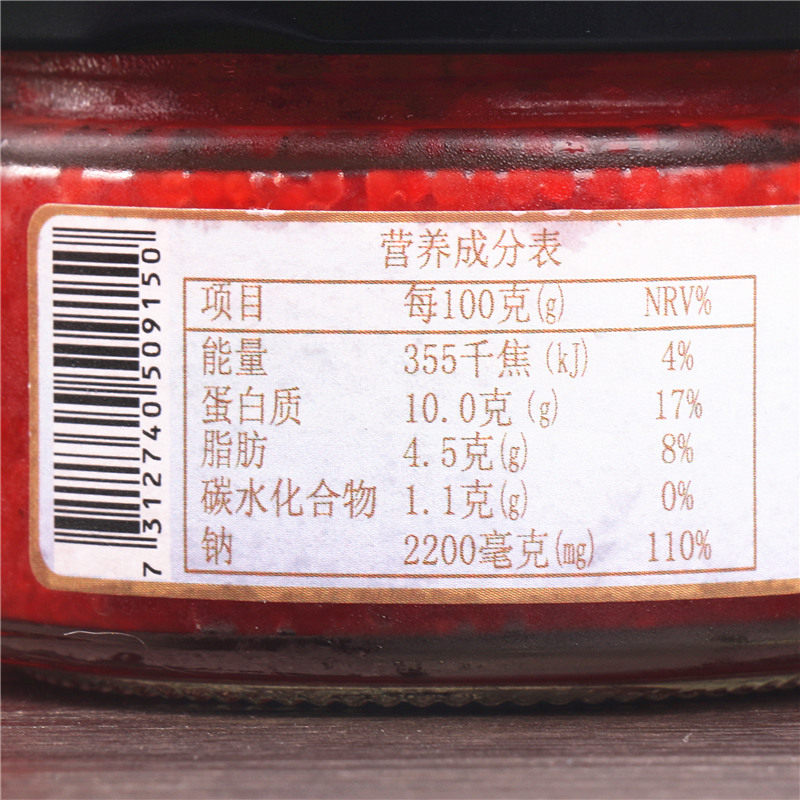 营养成分表
项目 每100克(g) NRV%
能量 355千焦(kJ) 4%
蛋白质 10.0克(g) 17%
脂肪 4.5克(g) 8%
碳水化合物 1.1克(g) 0%
钠 2200毫克(mg) 110%
7 312740 509150